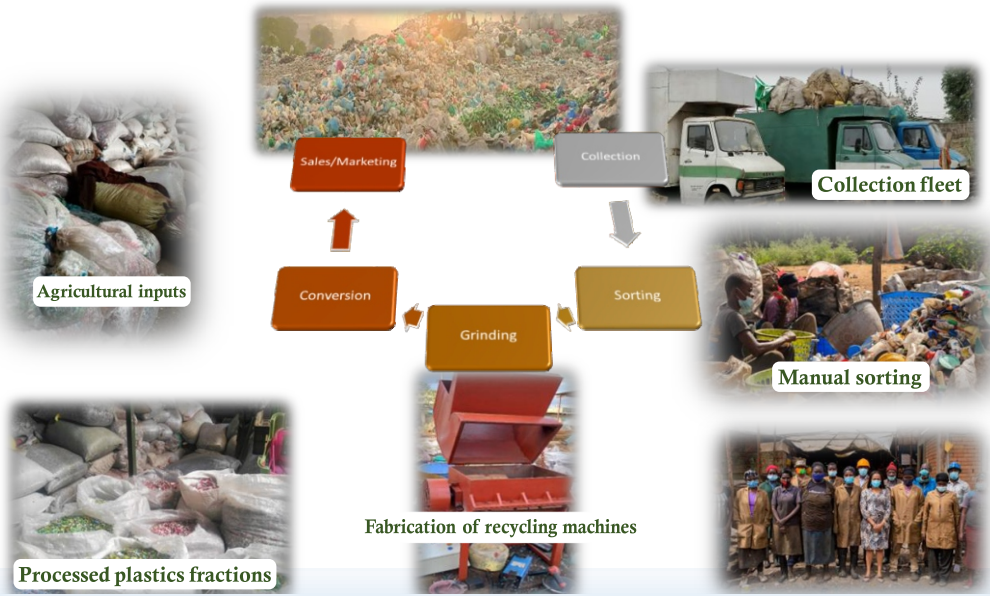 Sales/Marketing
Collection
Collection fleet
Agricultural inputs
Conversion
Sorting
Grinding
Manual sorting
Fabrication of recycling machines
Processed plastics fractions